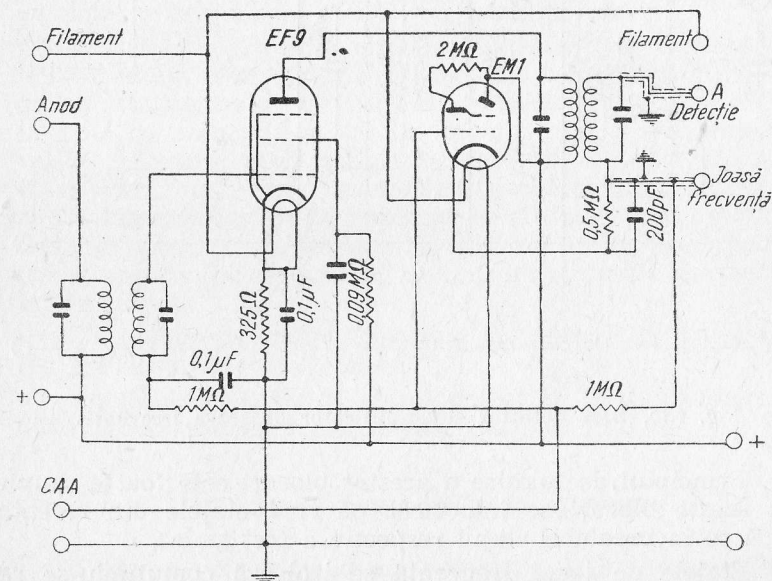 Filament
EF9
2MΩ
EM1
Filament
Anod
A
Detecție
Joasă
frecvență
0,5MΩ
200pF
325Ω
0,1µF
0,09MΩ
0,1µF
1MΩ
1MΩ
+
+
CAA